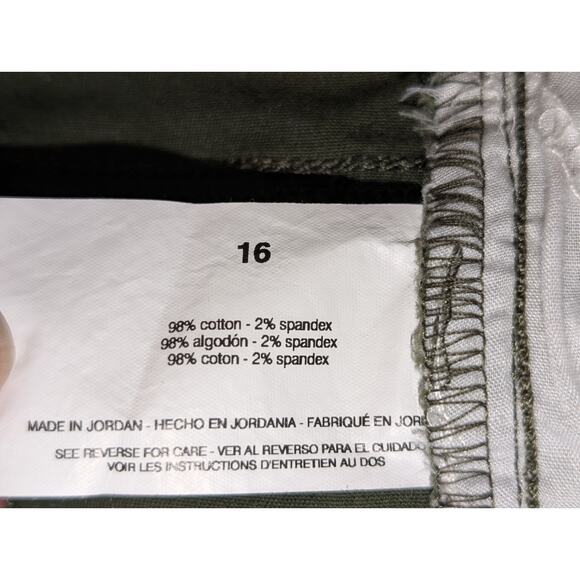 16
98% cotton - 2% spandex
98% algodón - 2% spandex
98% coton - 2% spandex
MADE IN JORDAN - HECHO EN JORDANIA - FABRIQUÉ EN
SEE REVERSE FOR CARE - VER AL REVERSO PARA EL CUIDADO
VOIR LES INSTRUCTIONS D'ENTRETIEN AU DOS